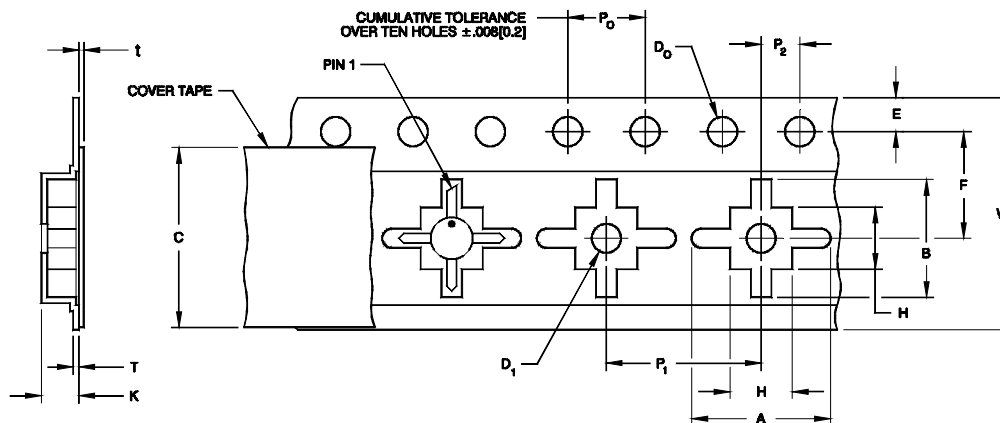 CUMULATIVE TOLERANCE
OVER TEN HOLES ±.008[0.2]
P₀
D₀
P₂
t
PIN 1
COVER TAPE
E
F
C
B
H
T
K
D₁
P₁
H
A